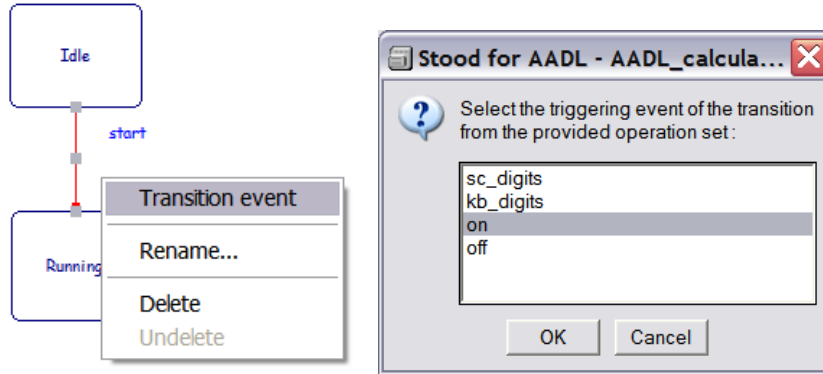 Idle
start
Running
Transition event
Rename...
Delete
Undelete
Stood for AADL - AADL_calcula...
Select the triggering event of the transition
from the provided operation set :
sc_digits
kb_digits
on
off
OK
Cancel